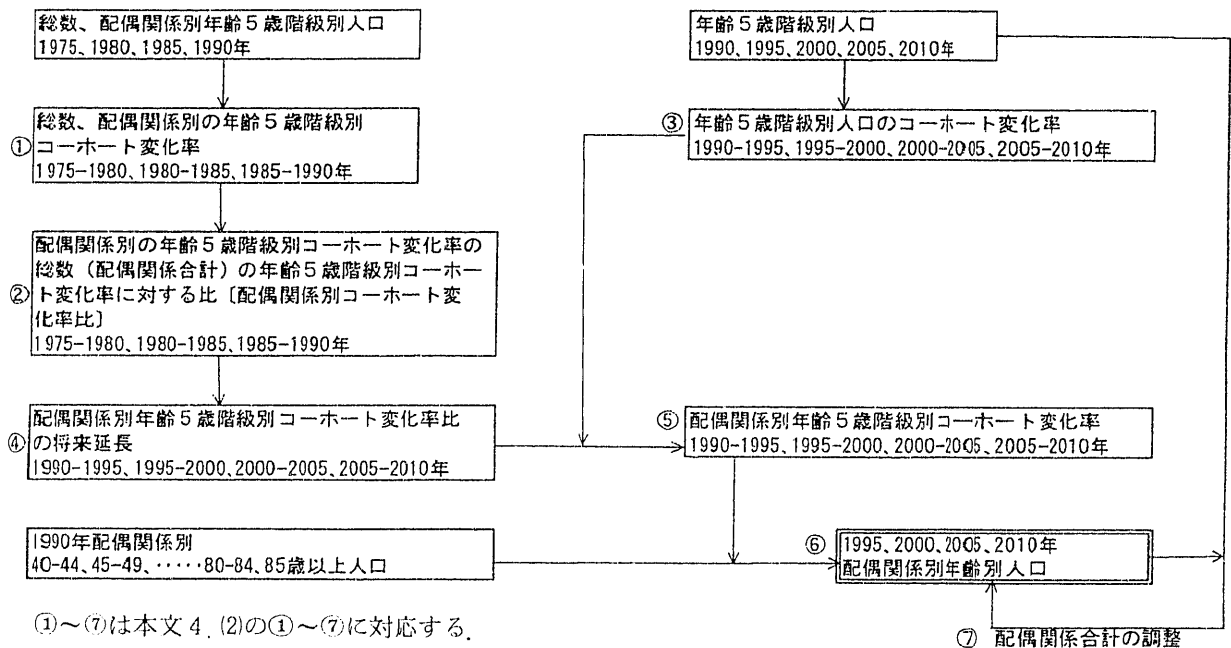 総数、配偶関係別年齢5歳階級別人口
1975、1980、1985、1990年
年齢5歳階級別人口
1990、1995、2000、2005、2010年
①
総数、配偶関係別の年齢5歳階級別
コーホート変化率
1975-1980、1980-1985、1985-1990年
③
年齢5歳階級別人口のコーホート変化率
1990-1995、1995-2000、2000-2005、2005-2010年
②
配偶関係別の年齢5歳階級別コーホート変化率の
総数（配偶関係合計）の年齢5歳階級別コーホー
ト変化率に対する比〔配偶関係別コーホート変
化率比〕
1975-1980、1980-1985、1985-1990年
④
配偶関係別年齢5歳階級別コーホート変化率比
の将来延長
1990-1995、1995-2000、2000-2005、2005-2010年
⑤
配偶関係別年齢5歳階級別コーホート変化率
1990-1995、1995-2000、2000-2005、2005-2010年
1990年配偶関係別
40-44、45-49、‥‥‥80-84、85歳以上人口
⑥
1995、2000、2005、2010年
配偶関係別年齢別人口
①～⑦は本文4．(2)の①～⑦に対応する．
⑦ 配偶関係合計の調整